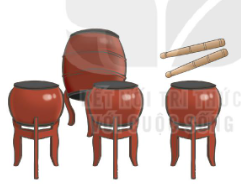 KẾT NỐI TRI THỨC
VỚI CUỘC SỐNG